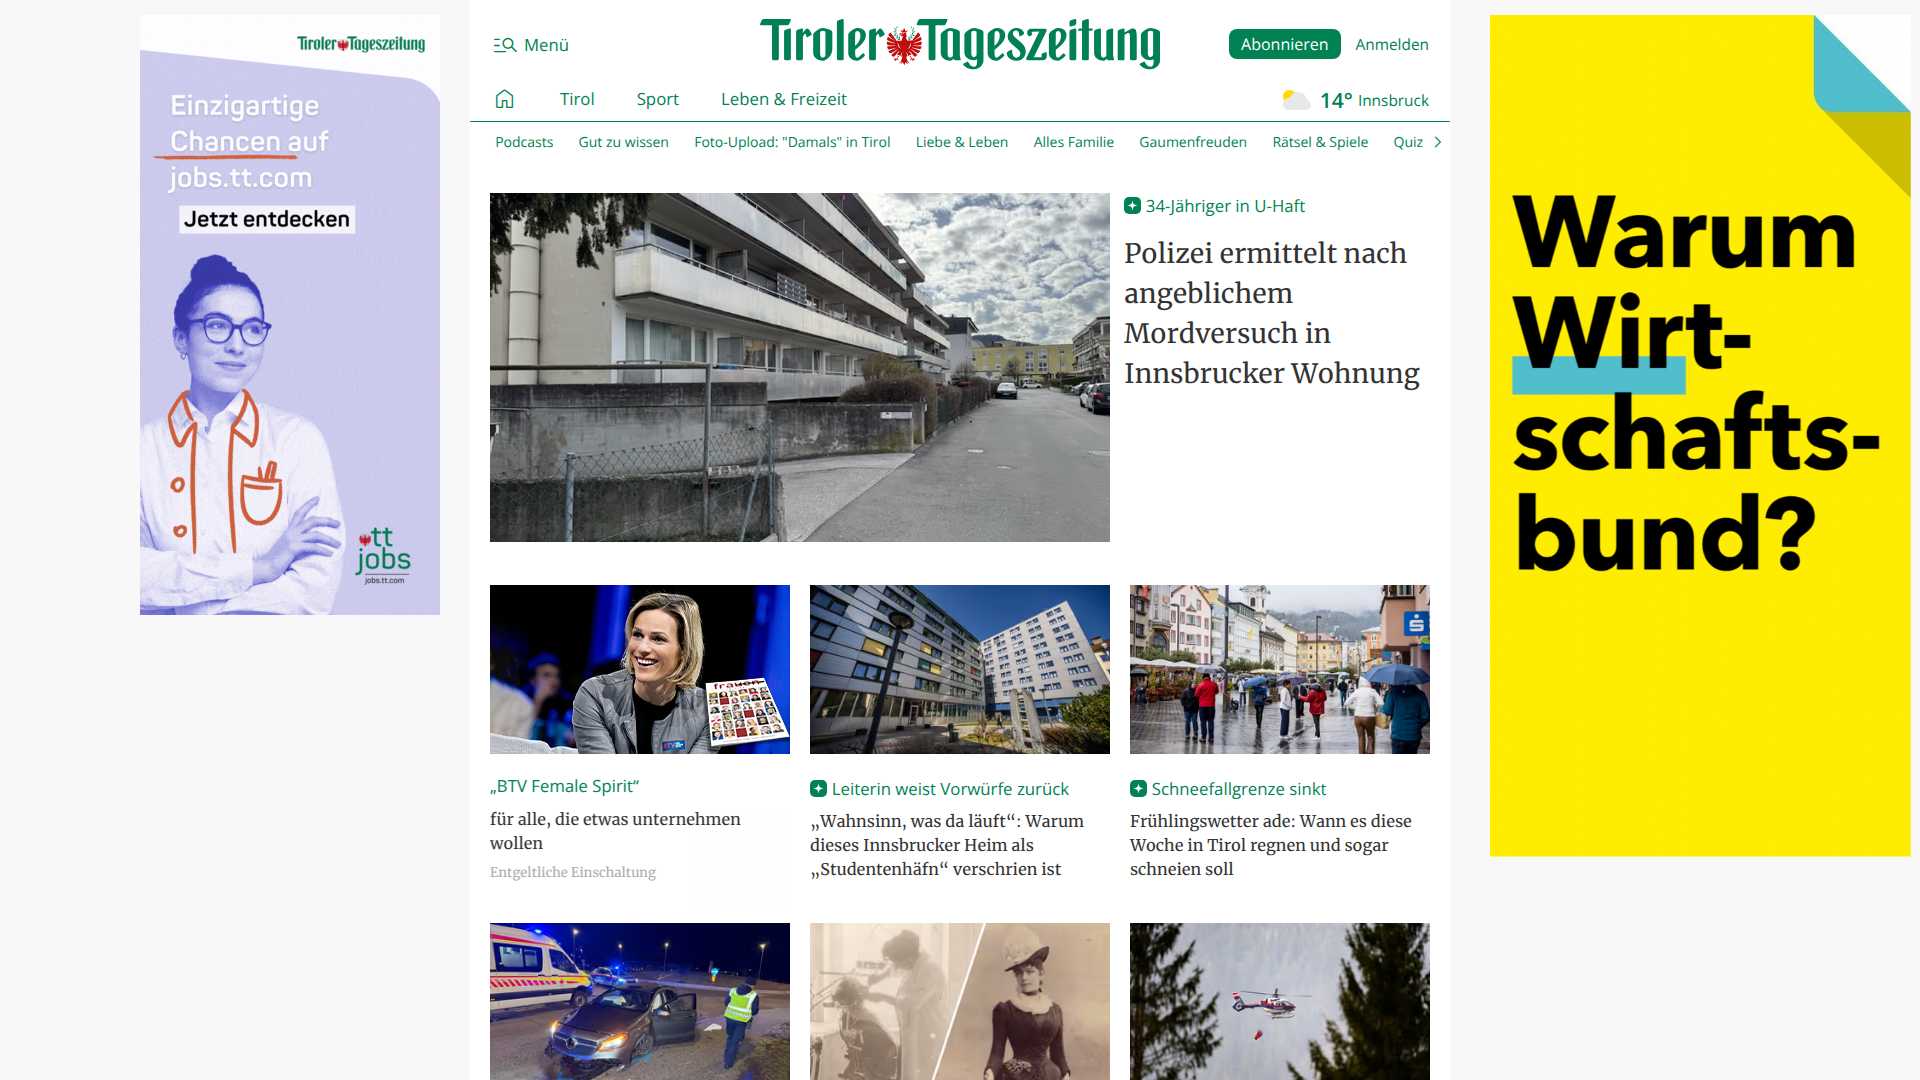 Tiroler Tageszeitung
Einzigartige
Chancen auf
jobs.tt.com
Jetzt entdecken
tt
jobs
jobs.tt.com
Menü
Tiroler Tageszeitung
Abonnieren
Anmelden
Tirol
Sport
Leben & Freizeit
14° Innsbruck
Podcasts
Gut zu wissen
Foto-Upload: "Damals" in Tirol
Liebe & Leben
Alles Familie
Gaumenfreuden
Rätsel & Spiele
Quiz
34-Jähriger in U-Haft
Polizei ermittelt nach
angeblichem
Mordversuch in
Innsbrucker Wohnung
frauen
„BTV Female Spirit“
für alle, die etwas unternehmen
wollen
Entgeltliche Einschaltung
Leiterin weist Vorwürfe zurück
„Wahnsinn, was da läuft“: Warum
dieses Innsbrucker Heim als
„Studentenhäfn“ verschrien ist
Schneefallgrenze sinkt
Frühlingswetter ade: Wann es diese
Woche in Tirol regnen und sogar
schneien soll
Warum
Wirt-
schafts-
bund?